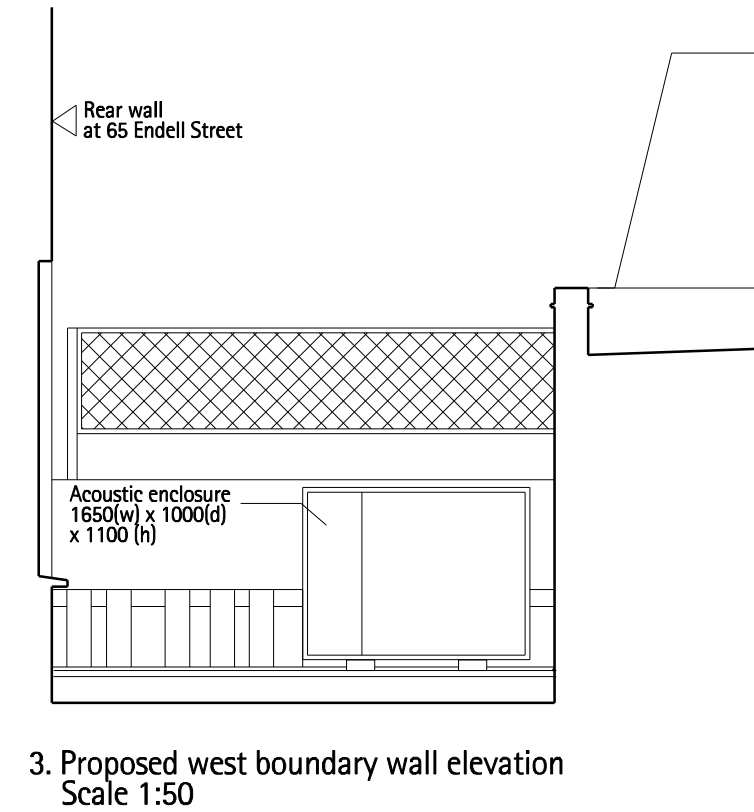 Rear wall
at 65 Endell Street
Acoustic enclosure
1650(w) x 1000(d)
x 1100 (h)
3. Proposed west boundary wall elevation
Scale 1:50